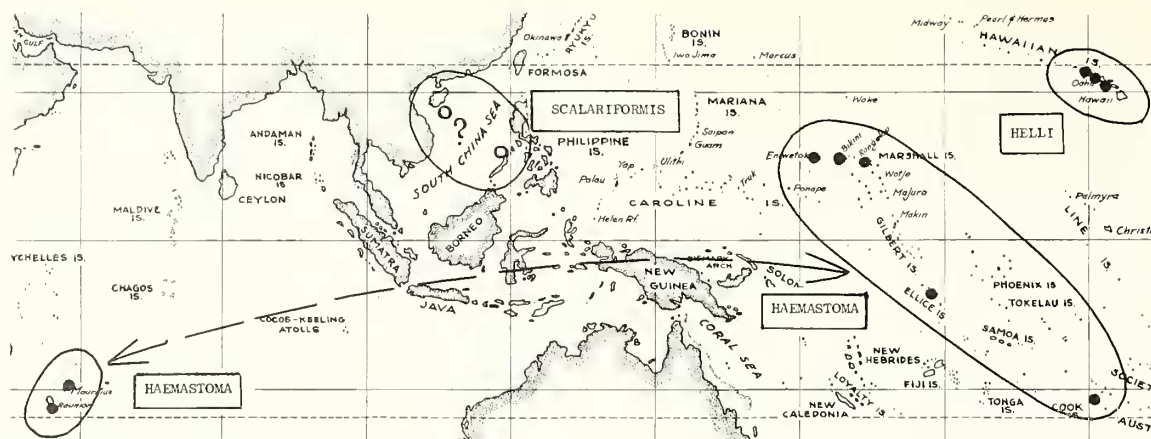 Midway
Pearl & Hermes
HAWAIIAN
IS.
Oahu
Hawaii
GULF
Okinawa
RYUKYU
IS.
BONIN
IS.
Iwo Jima
Marcus
FORMOSA
SCALARIFORMIS
MARIANA
IS.
Saipan
Guam
Wake
HELLI
?
SOUTH CHINA SEA
ANDAMAN
IS.
NICOBAR
IS
CEYLON
PHILIPPINE
IS.
Yap
Ulithi
Palau
Truk
Ponape
Helen Rf.
CAROLINE
IS.
Eniwetok
Bikini
Rongelap
MARSHALL IS.
Wotje
Majuro
Makin
GILBERT IS.
Palmyra
LINE
IS
Christi
MALDIVE
IS.
SUMATRA
BORNEO
YCHELLES IS.
CHAGOS
IS.
JAVA
NEW
GUINEA
BISMARK
ARCH
SOLOM
ELLICE IS.
PHOENIX IS
TOKELAU IS.
COCOS-KEELING
ATOLLS
HAEMASTOMA
CORAL SEA
SAMOA IS.
Mauritius
Reunion
HAEMASTOMA
NEW
HEBRIDES
FIJI IS.
LOYALTY IS
NEW
CALEDONIA
TONGA
IS.
COOK
IS
SOCIET
AUST